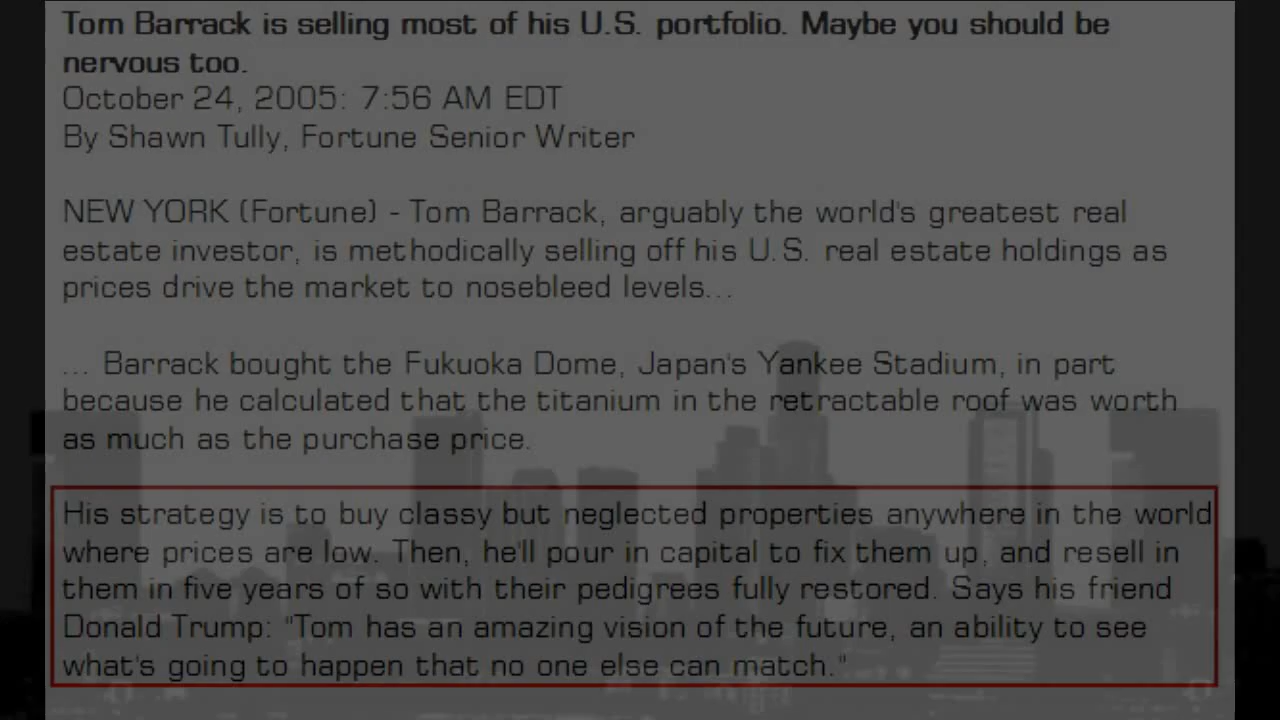 Tom Barrack is selling most of his U.S. portfolio. Maybe you should be
nervous too.
October 24, 2005: 7:56 AM EDT
By Shawn Tully, Fortune Senior Writer
NEW YORK (Fortune) - Tom Barrack, arguably the world's greatest real
estate investor, is methodically selling off his U.S. real estate holdings as
prices drive the market to nosebleed levels...
... Barrack bought the Fukuoka Dome, Japan's Yankee Stadium, in part
because he calculated that the titanium in the retractable roof was worth
as much as the purchase price.
His strategy is to buy classy but neglected properties anywhere in the world
where prices are low. Then, he'll pour in capital to fix them up, and resell in
them in five years of so with their pedigrees fully restored. Says his friend
Donald Trump: "Tom has an amazing vision of the future, an ability to see
what's going to happen that no one else can match."